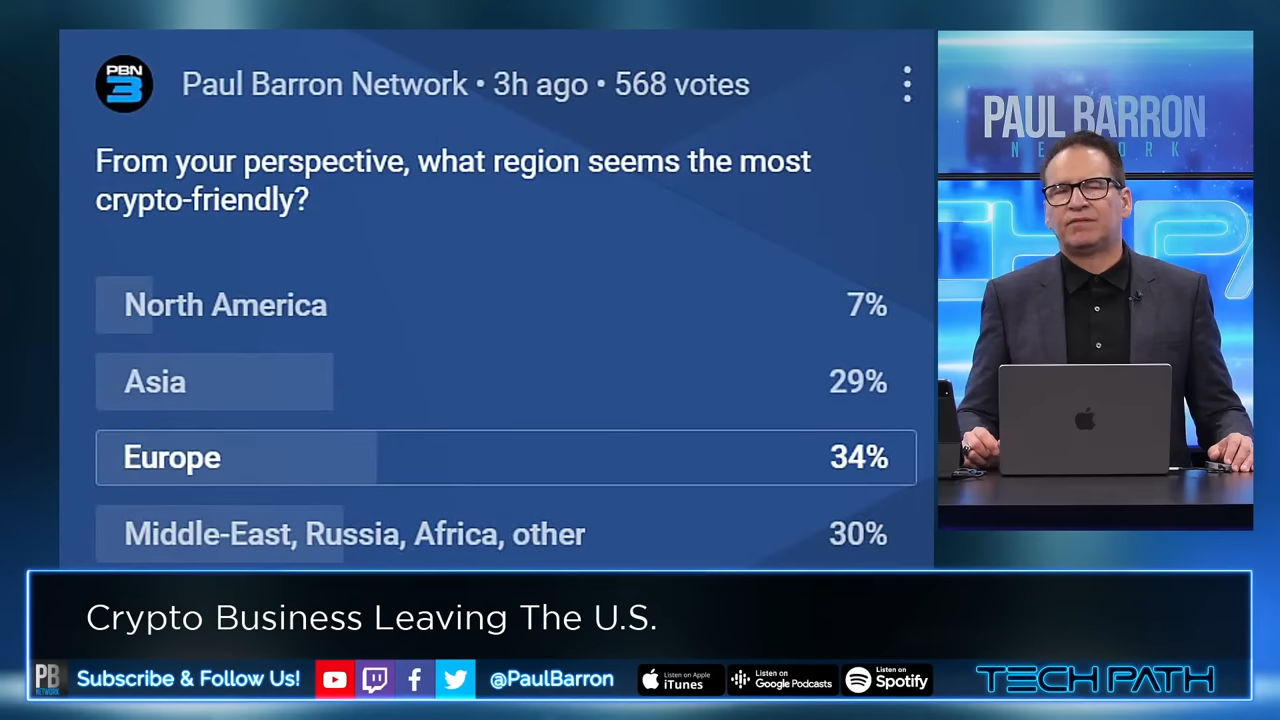 PBN
3
Paul Barron Network • 3h ago • 568 votes
From your perspective, what region seems the most
crypto-friendly?
North America 7%
Asia 29%
Europe 34%
Middle-East, Russia, Africa, other 30%
PAUL BARRON
NETWORK
Crypto Business Leaving The U.S.
PB
NETWORK
Subscribe & Follow Us!
@PaulBarron
Listen on Apple
iTunes
Listen on
Google Podcasts
Listen on
Spotify
TECH PATH